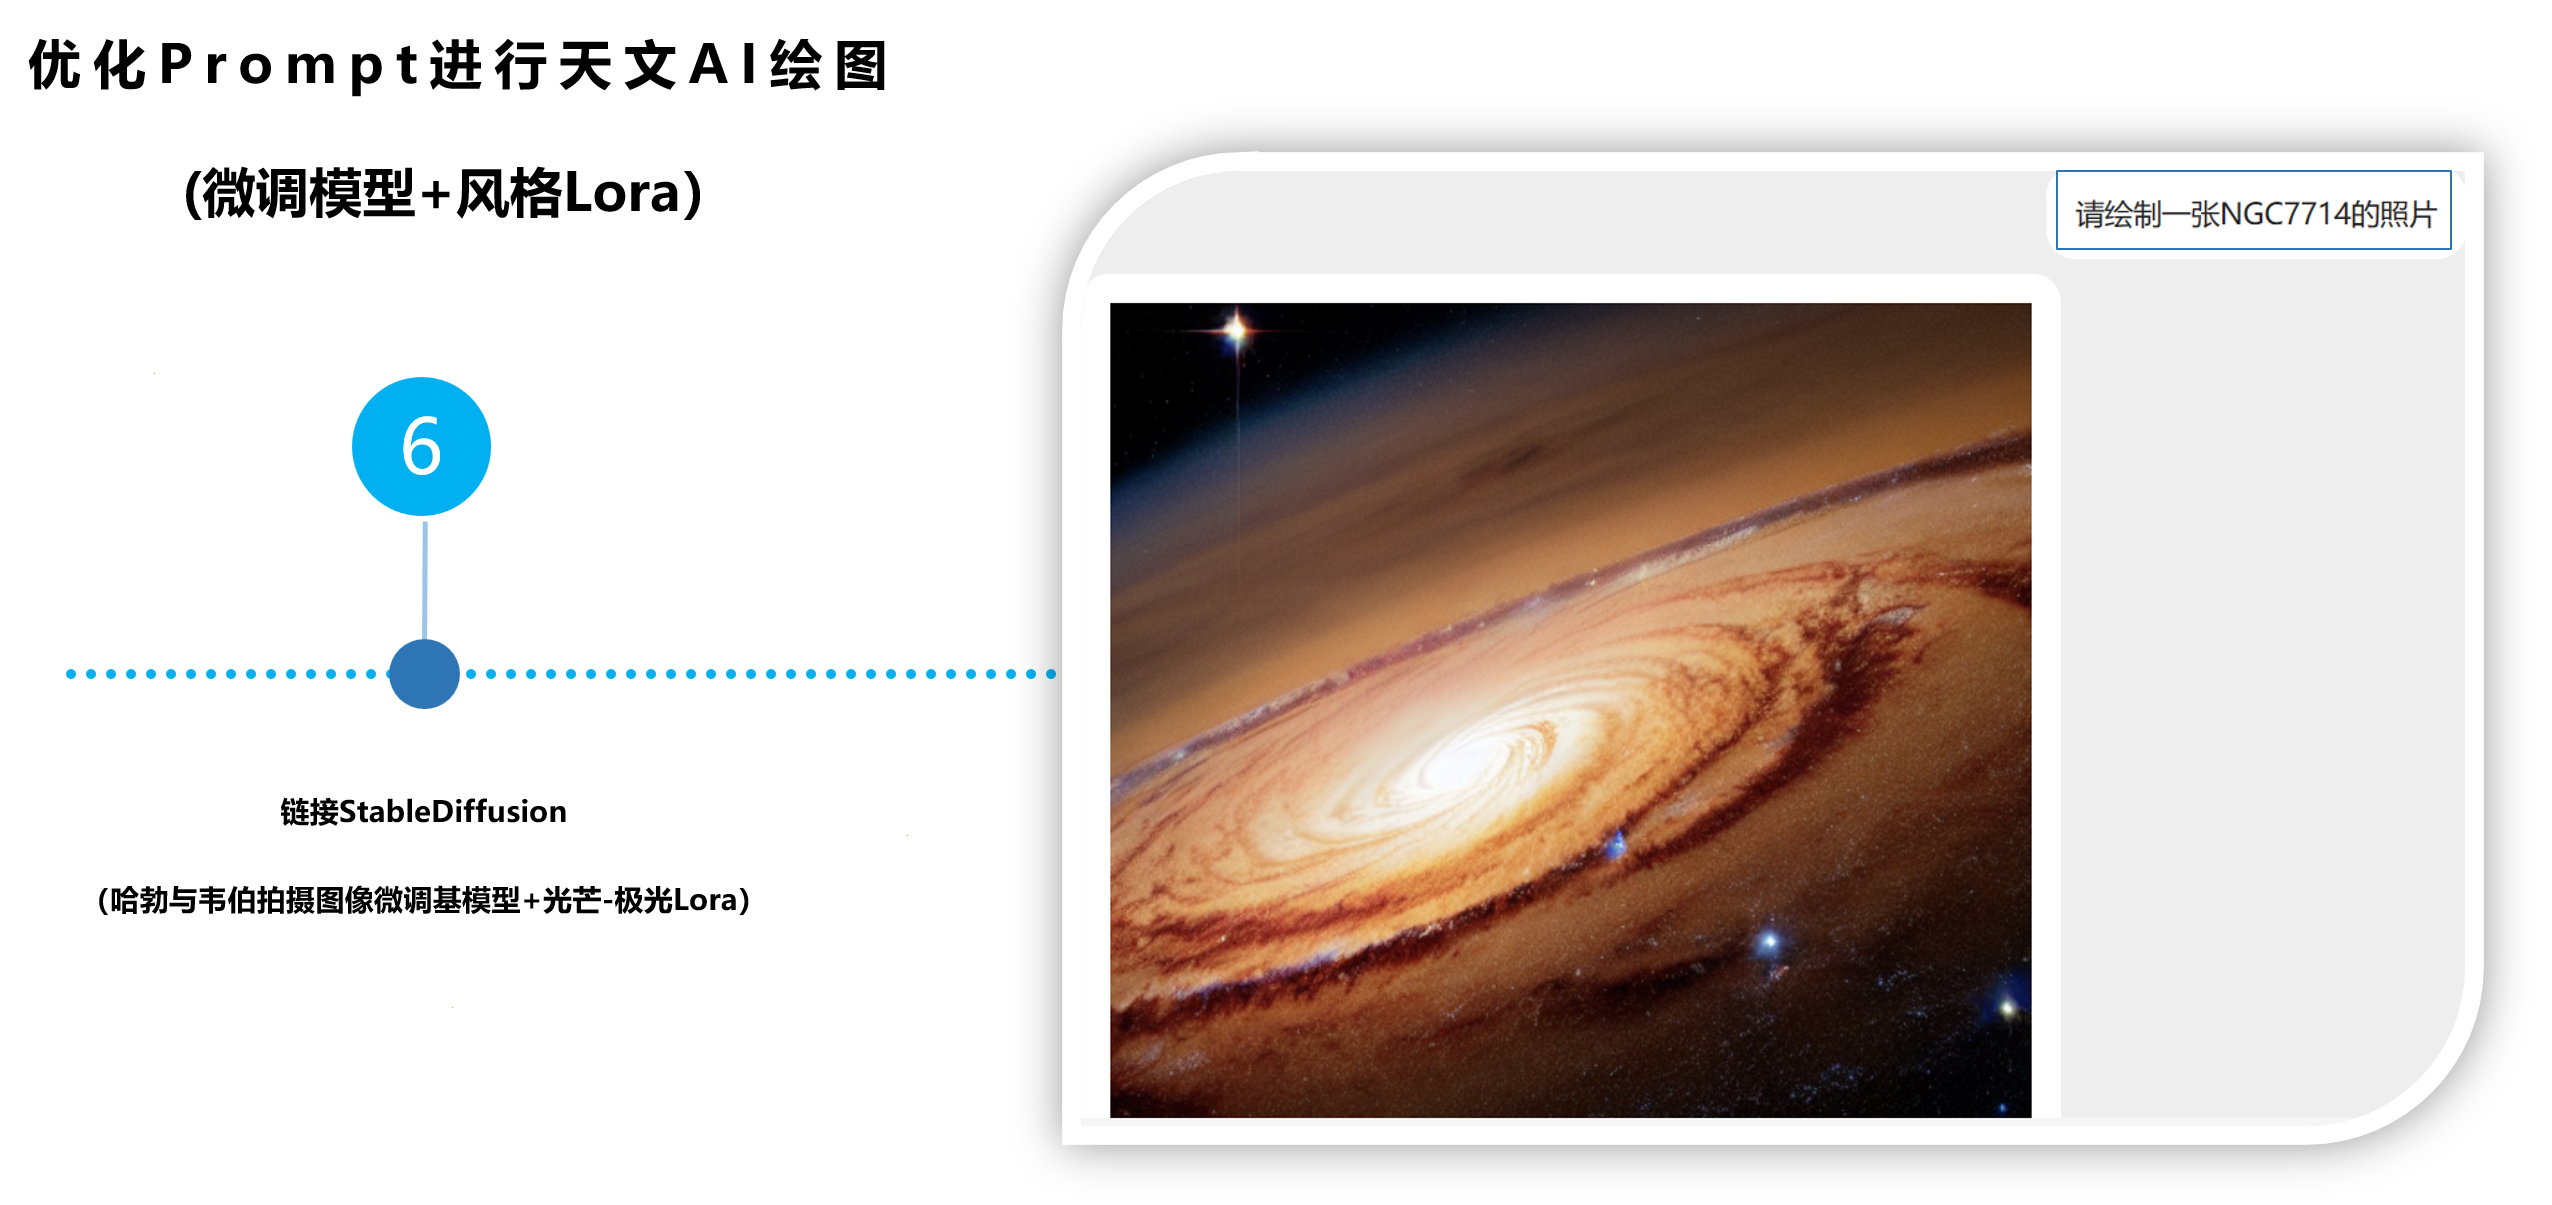 优化Prompt进行天文AI绘图
(微调模型+风格Lora)
请绘制一张NGC7714的照片
6
链接StableDiffusion
(哈勃与韦伯拍摄图像微调基模型+光芒-极光Lora)